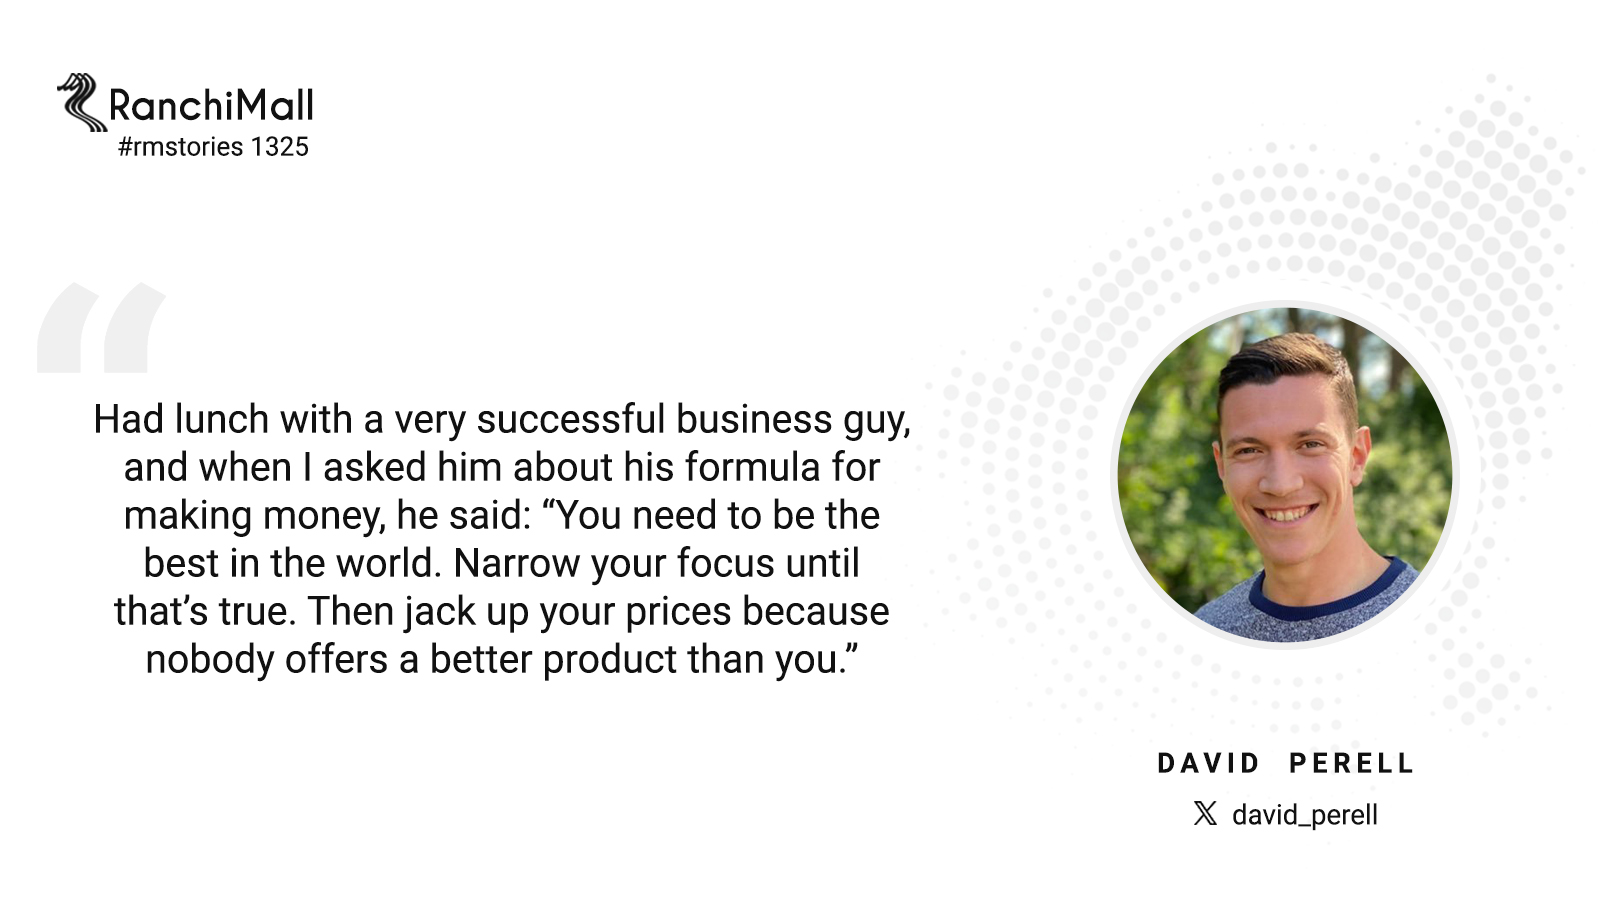 RanchiMall
#rmstories 1325
“
Had lunch with a very successful business guy,
and when I asked him about his formula for
making money, he said: “You need to be the
best in the world. Narrow your focus until
that’s true. Then jack up your prices because
nobody offers a better product than you.”
DAVID PERELL
𝕏 david_perell